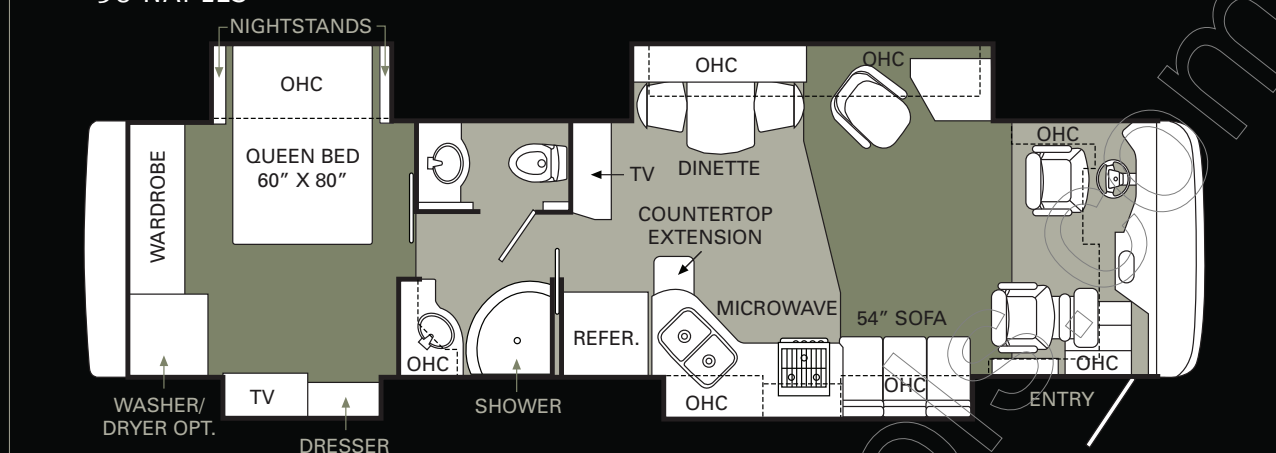 NIGHTSTANDS
OHC
QUEEN BED
60” X 80”
WARDROBE
WASHER/
DRYER OPT.
TV
DRESSER
OHC
SHOWER
TV
REFER.
COUNTERTOP
EXTENSION
OHC
DINETTE
OHC
MICROWAVE
54” SOFA
OHC
OHC
OHC
OHC
ENTRY